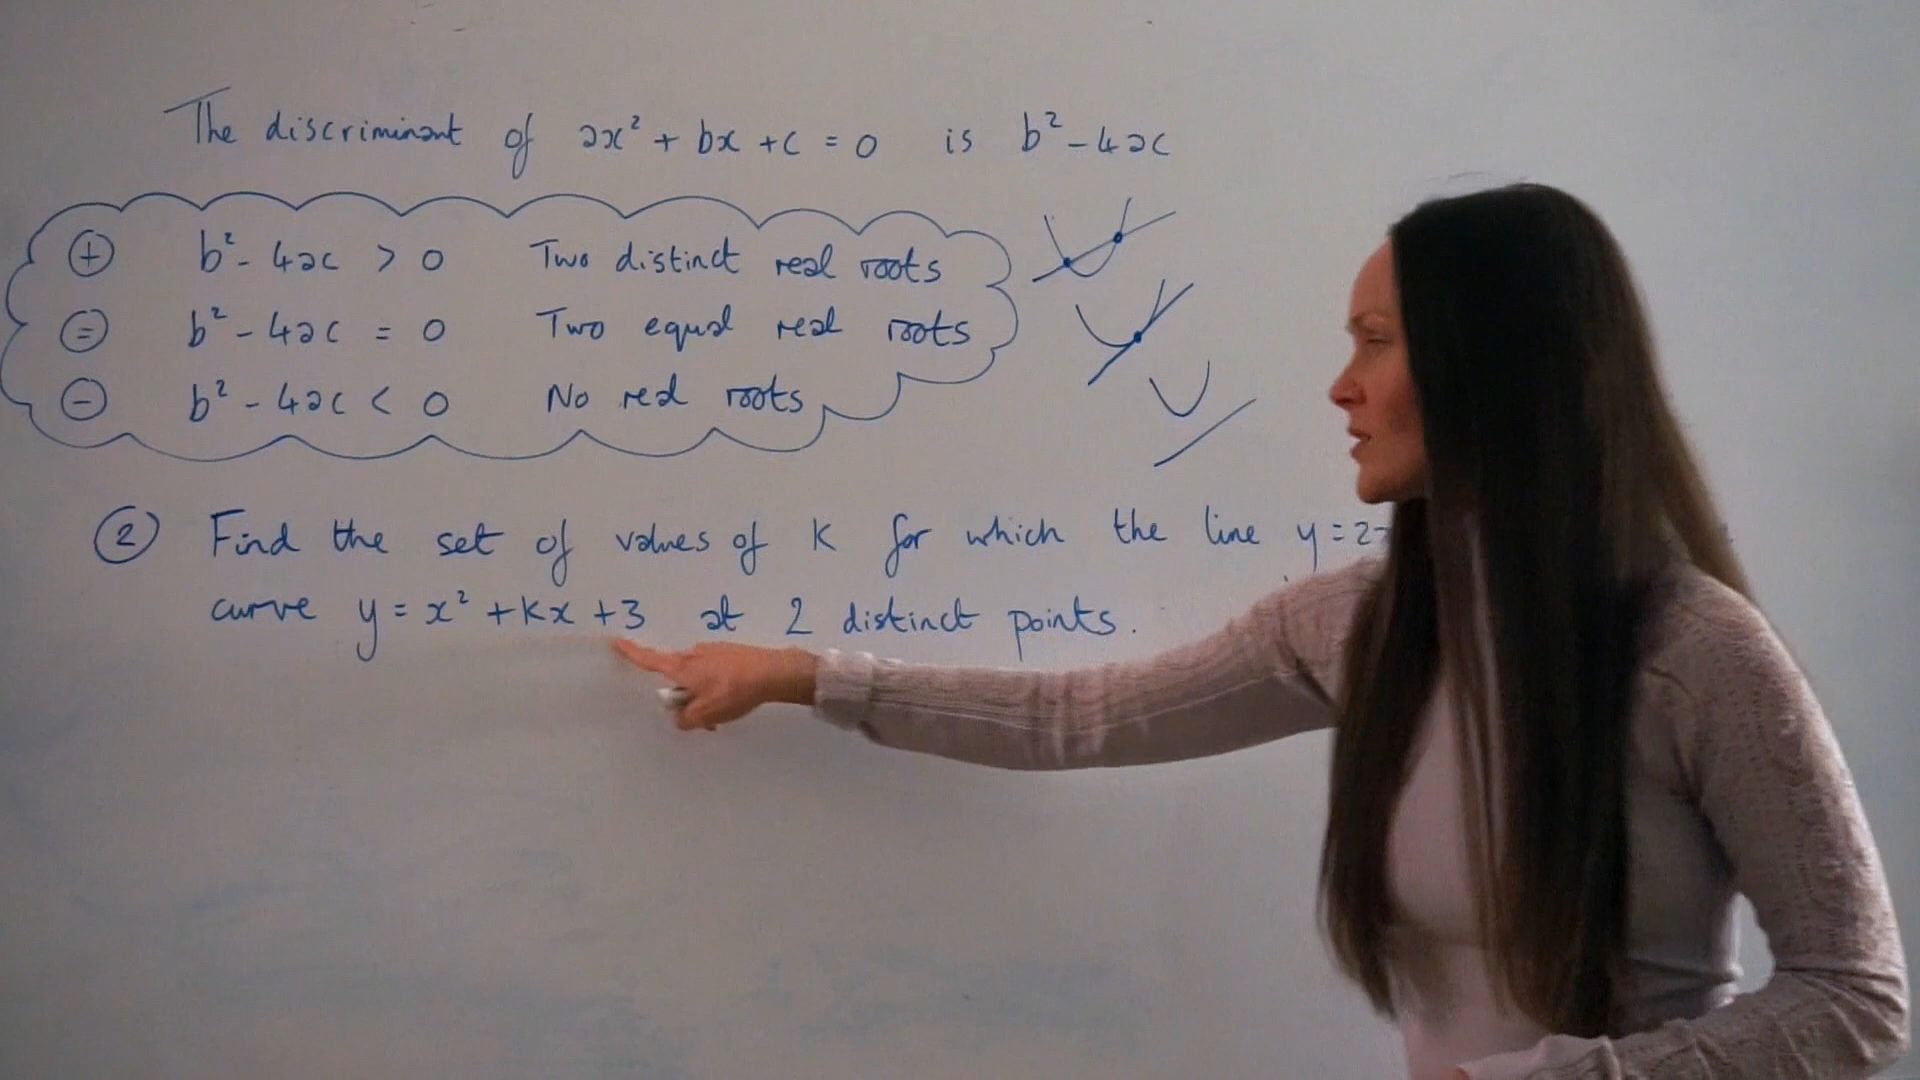 The discriminant of ax² + bx + c = 0 is b² - 4ac
+ b² - 4ac > 0 Two distinct real roots
= b² - 4ac = 0 Two equal real roots
- b² - 4ac < 0 No real roots
2 Find the set of values of K for which the line y = 2
curve y = x² + Kx + 3 at 2 distinct points.